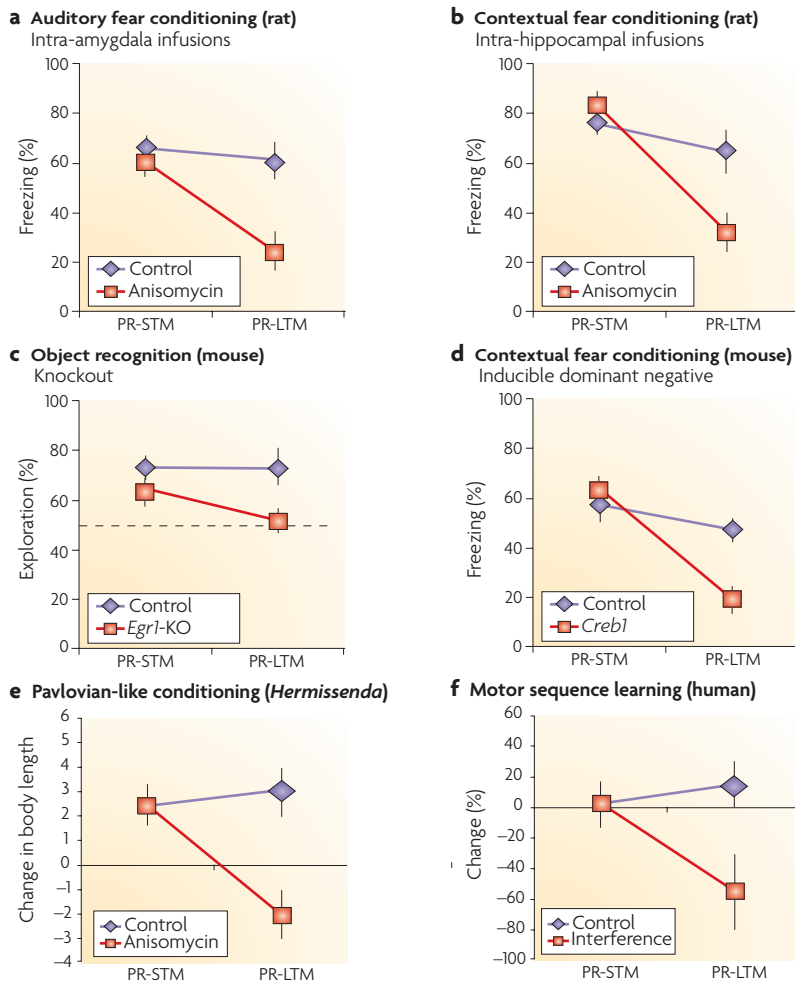 a Auditory fear conditioning (rat)
Intra-amygdala infusions
Freezing (%)
100
80
60
40
20
0
Control
Anisomycin
PR-STM
PR-LTM
b Contextual fear conditioning (rat)
Intra-hippocampal infusions
Freezing (%)
100
80
60
40
20
0
Control
Anisomycin
PR-STM
PR-LTM
c Object recognition (mouse)
Knockout
Exploration (%)
100
80
60
40
20
0
Control
Egr1-KO
PR-STM
PR-LTM
d Contextual fear conditioning (mouse)
Inducible dominant negative
Freezing (%)
100
80
60
40
20
0
Control
Creb1
PR-STM
PR-LTM
e Pavlovian-like conditioning (Hermissenda)
Change in body length
6
5
4
3
2
1
0
–1
–2
–3
–4
Control
Anisomycin
PR-STM
PR-LTM
f Motor sequence learning (human)
Change (%)
60
40
20
0
–20
–40
–60
–80
–100
Control
Interference
PR-STM
PR-LTM